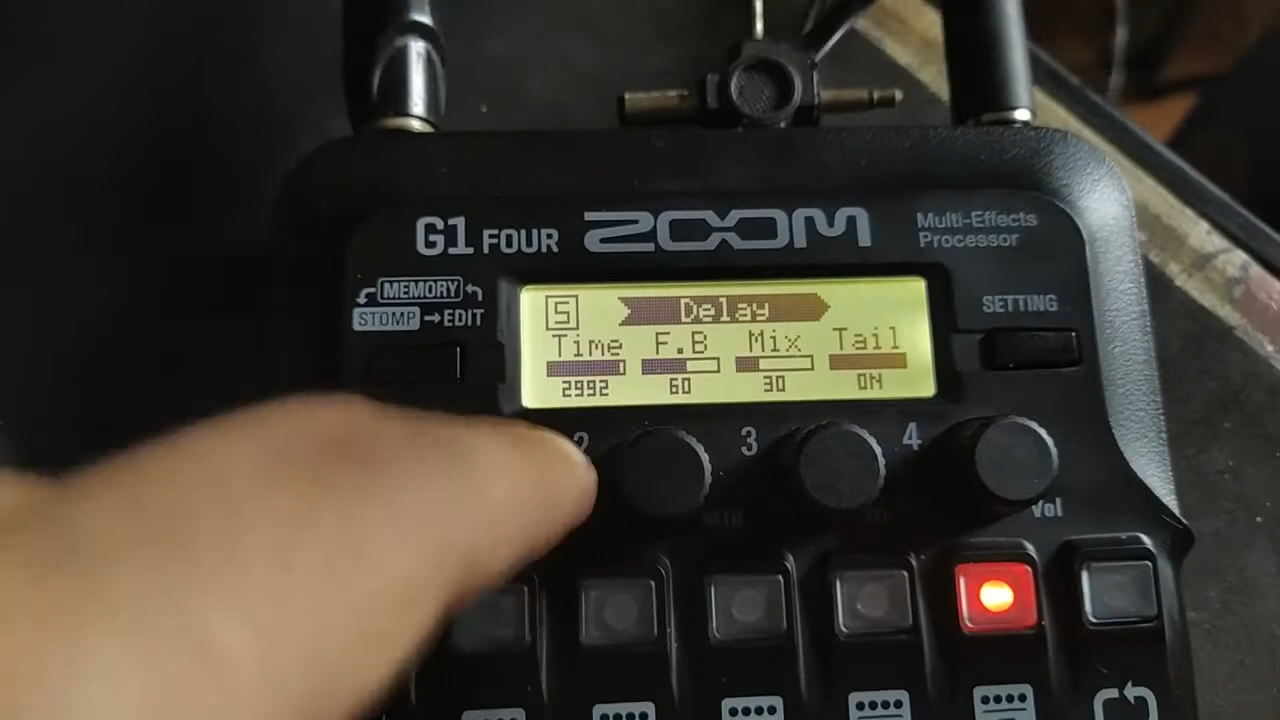 G1 FOUR ZOOM
Multi-Effects
Processor
MEMORY
STOMP →EDIT
SETTING
5 Delay
Time F.B Mix Tail
2992 60 30 ON
2 3 4
Vol